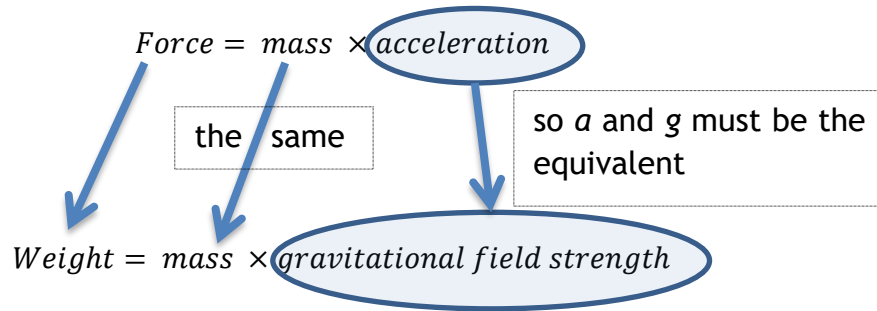 Force = mass × acceleration
the same
so a and g must be the
equivalent
Weight = mass × gravitational field strength